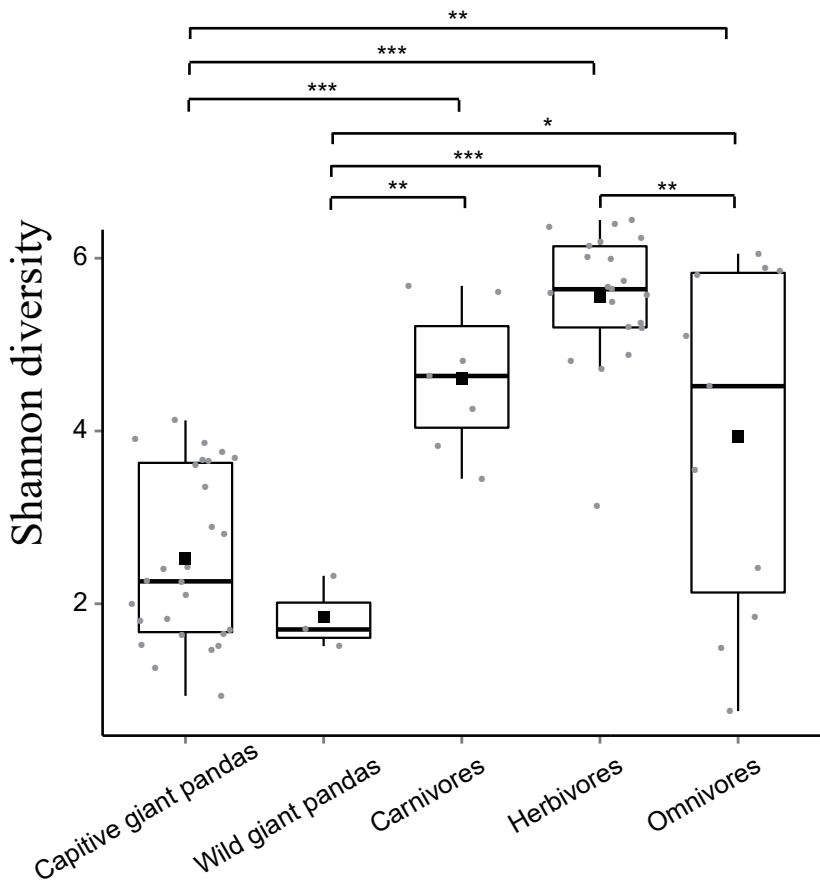 **
***
***
*
***
**
**
Shannon diversity
6
4
2
Capitive giant pandas
Wild giant pandas
Carnivores
Herbivores
Omnivores